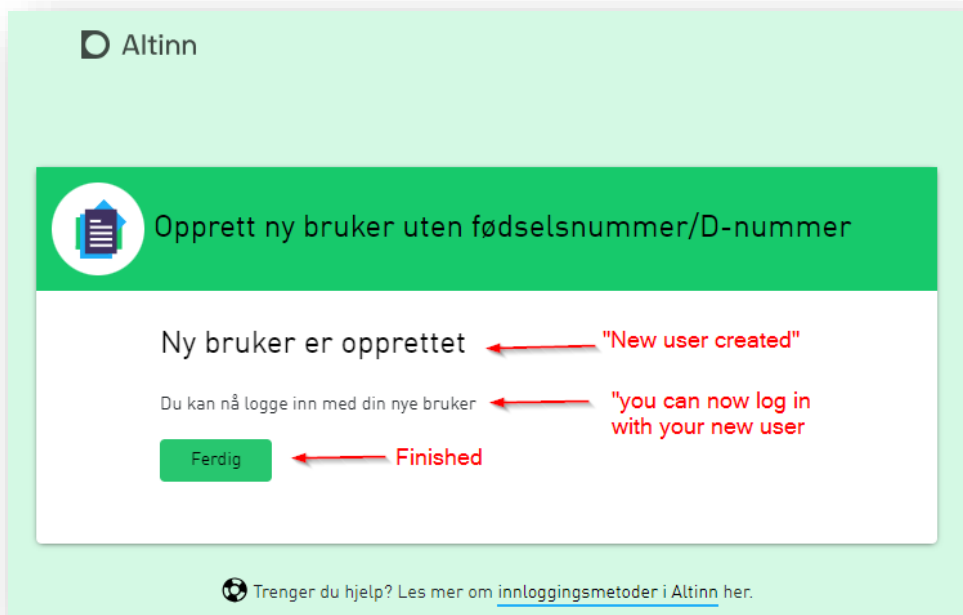 Altinn
Opprett ny bruker uten fødselsnummer/D-nummer
Ny bruker er opprettet
"New user created"
Du kan nå logge inn med din nye bruker
"you can now log in
with your new user
Ferdig
Finished
Trenger du hjelp? Les mer om innloggingsmetoder i Altinn her.